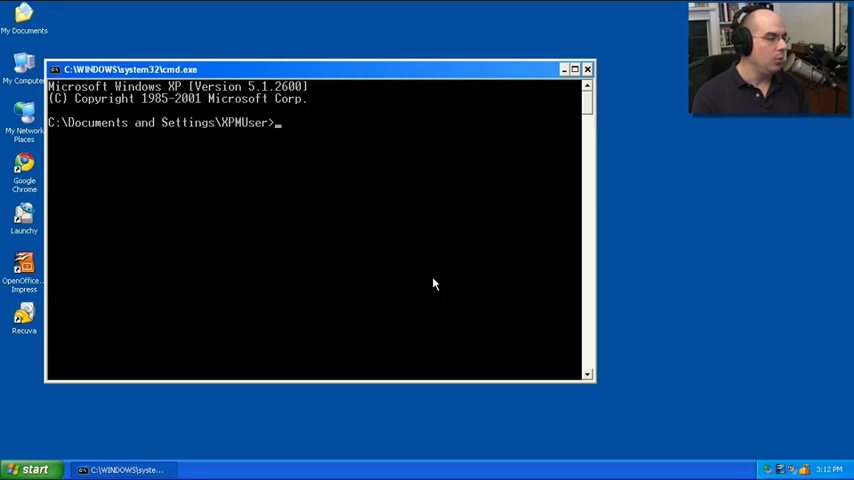 My Documents
My Compute
My Network
Places
Google
Chrome
Launchy
OpenOffice...
Impress
Recuva
C:\WINDOWS\system32\cmd.exe
Microsoft Windows XP [Version 5.1.2600]
(C) Copyright 1985-2001 Microsoft Corp.
C:\Documents and Settings\XPMUser>_
start
C:\WINDOWS\syste...
3:12 PM